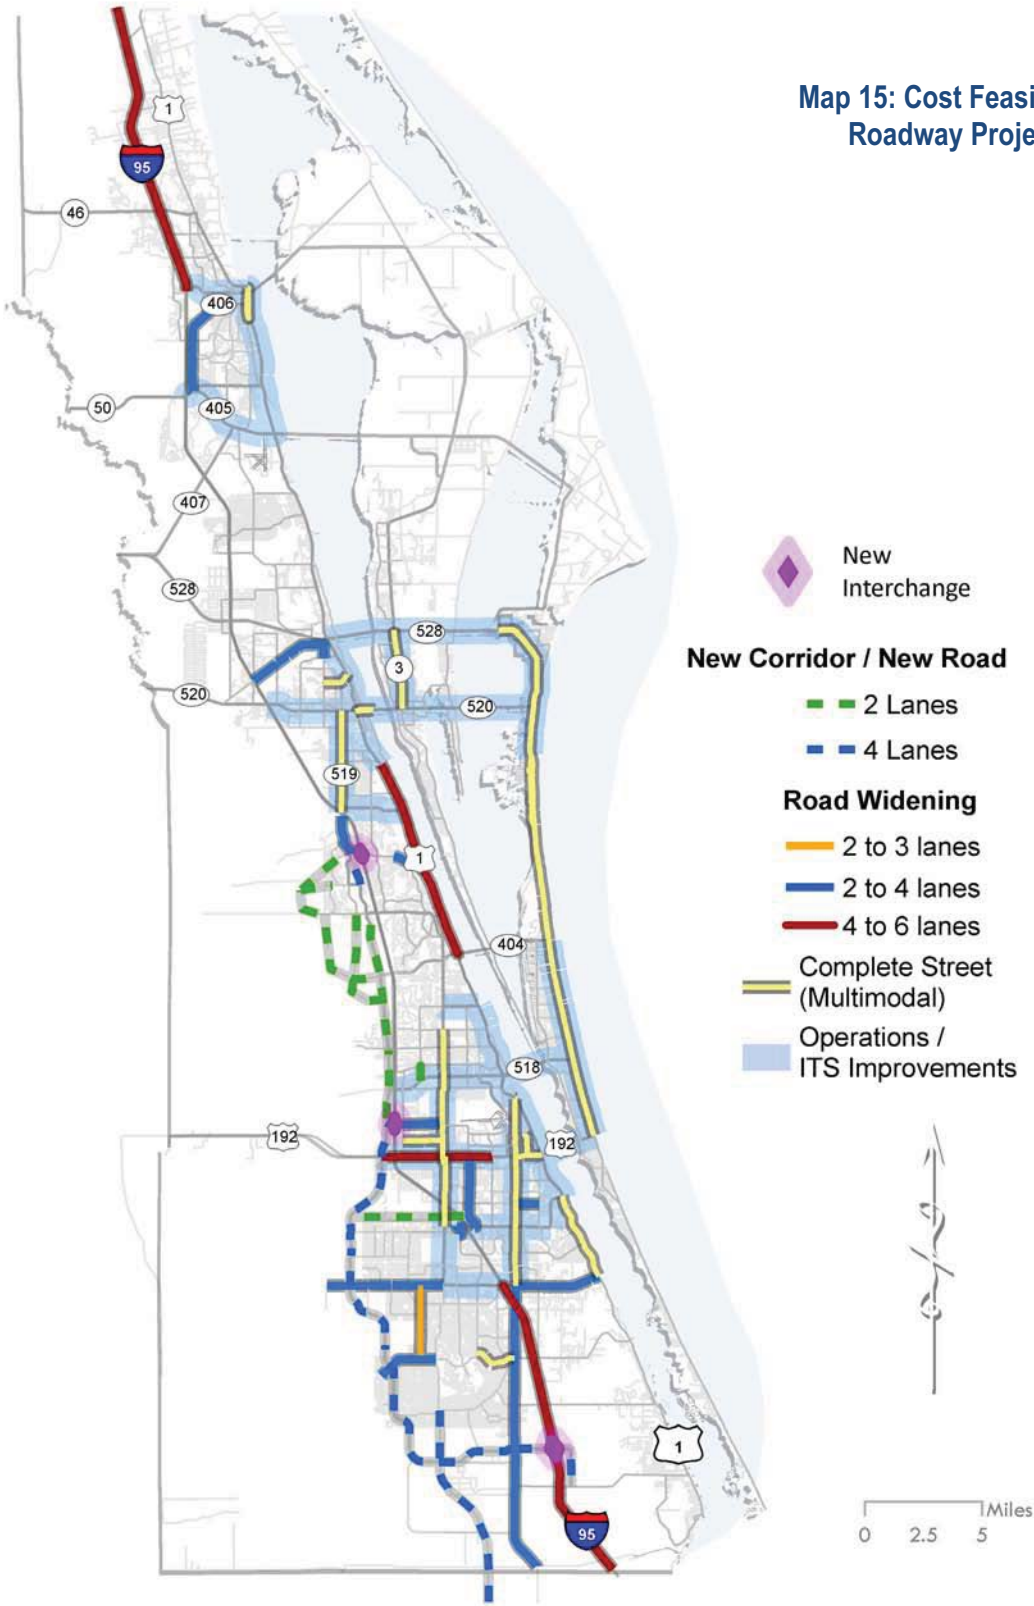 Map 15: Cost Feasi
Roadway Proje
1
95
46
406
50
405
407
528
528
3
520
520
519
1
404
518
192
192
1
95
New
Interchange
New Corridor / New Road
2 Lanes
4 Lanes
Road Widening
2 to 3 lanes
2 to 4 lanes
4 to 6 lanes
Complete Street
(Multimodal)
Operations /
ITS Improvements
Miles
0 2.5 5